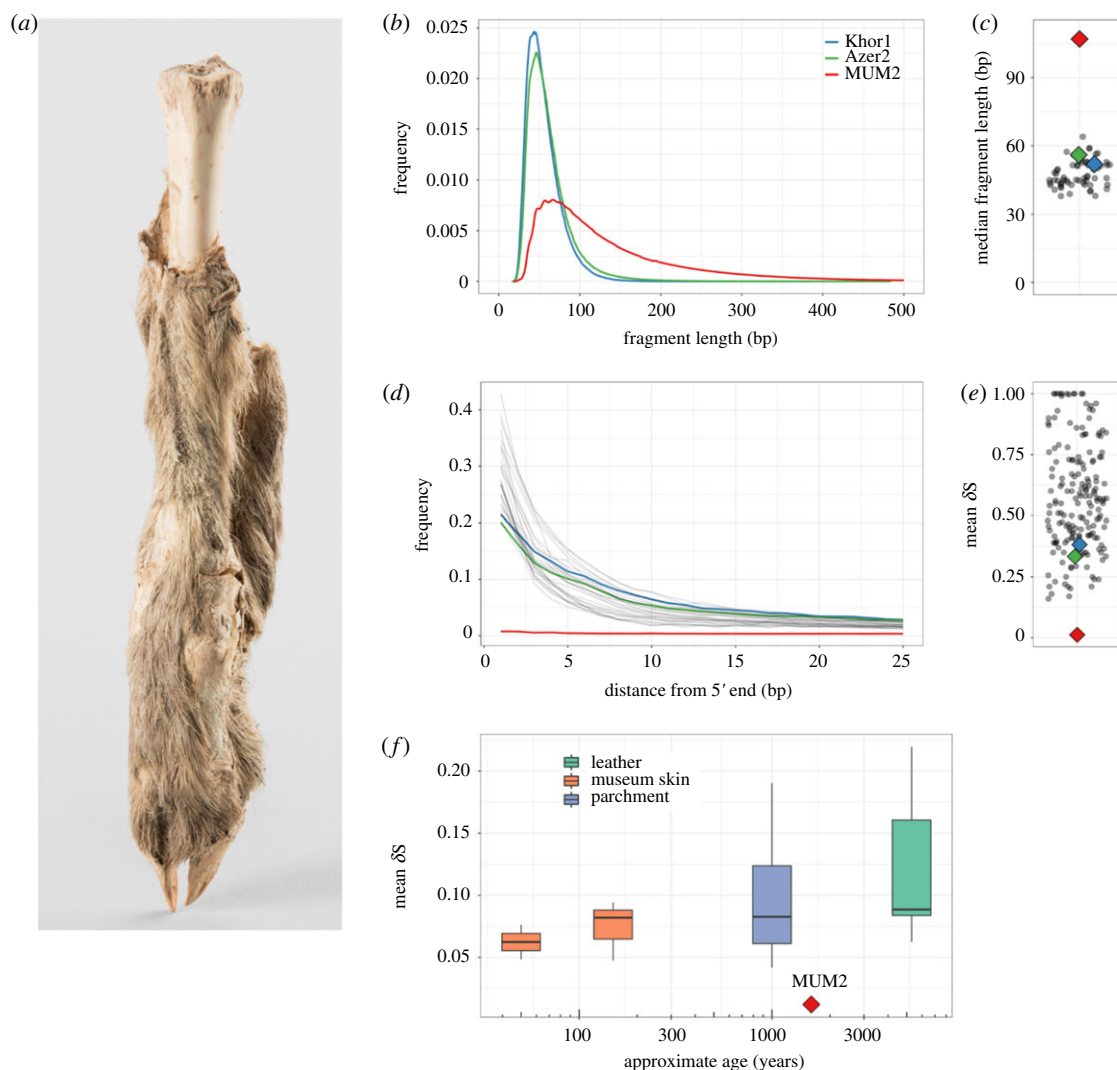 (a)
(b)
0.025
0.020
0.015
0.010
0.005
0
frequency
Khor1
Azer2
MUM2
0
100
200
300
400
500
fragment length (bp)
(c)
90
60
30
0
median fragment length (bp)
(d)
0.4
0.3
0.2
0.1
0
frequency
0
5
10
15
20
25
distance from 5′ end (bp)
(e)
1.00
0.75
0.50
0.25
0
mean δS
(f)
0.20
0.15
0.10
0.05
mean δS
leather
museum skin
parchment
MUM2
100
300
1000
3000
approximate age (years)